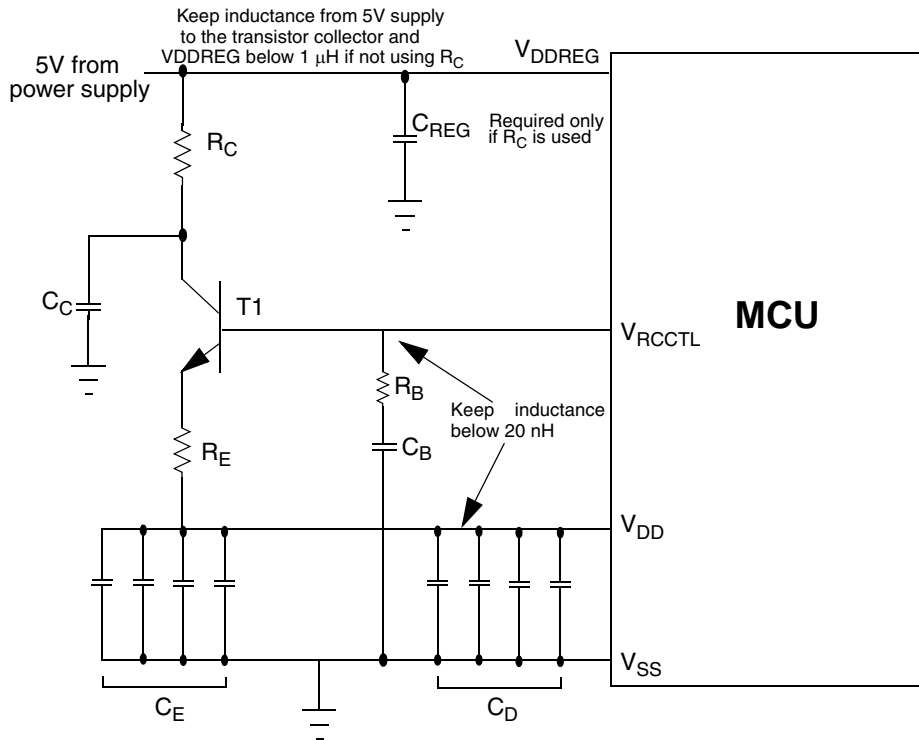 Keep inductance from 5V supply
to the transistor collector and
VDDREG below 1 μH if not using RC
5V from
power supply
VDDREG
RC
CREG
Required only
if RC is used
CC
T1
MCU
VRCCTL
RB
Keep inductance
below 20 nH
CB
RE
VDD
VSS
CE
CD